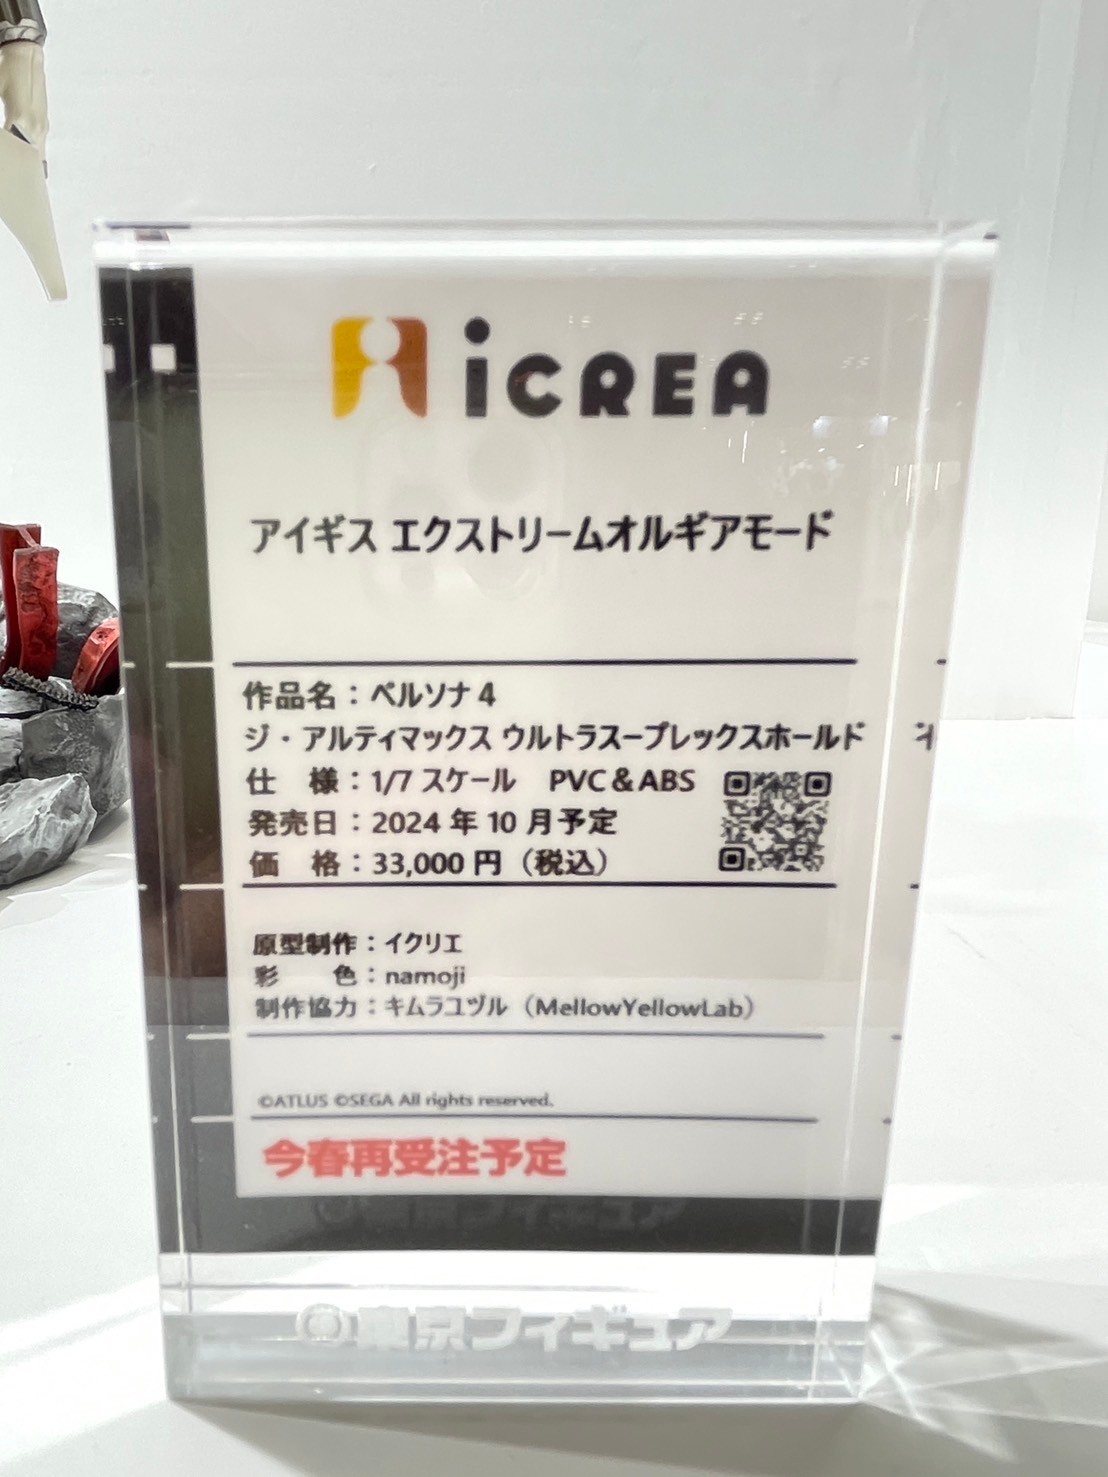 iCREA
アイギス エクストリームオルギアモード
作品名：ペルソナ4
ジ・アルティマックス ウルトラスープレックスホールド
仕　様：1/7 スケール　PVC＆ABS
発売日：2024 年 10 月予定
価　格：33,000 円（税込）
原型制作：イクリエ
彩　　色：namoji
制作協力：キムラユヅル（MellowYellowLab）
©ATLUS ©SEGA All rights reserved.
今春再受注予定
東京フィギュア